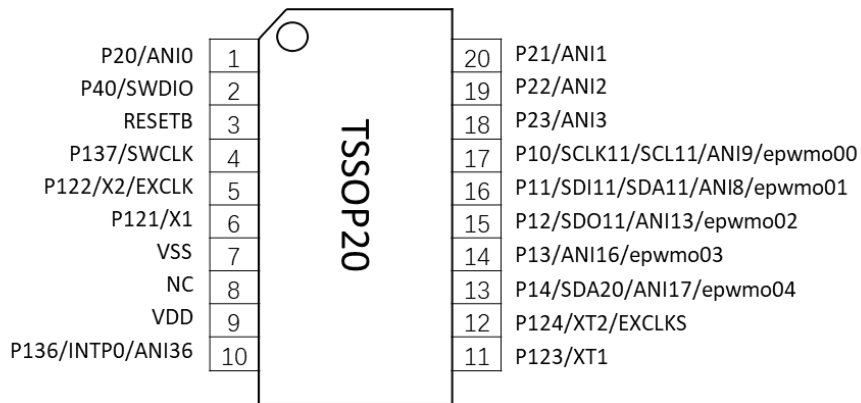 P20/ANI0 1
P40/SWDIO 2
RESETB 3
P137/SWCLK 4
P122/X2/EXCLK 5
P121/X1 6
VSS 7
NC 8
VDD 9
P136/INTP0/ANI36 10
TSSOP20
20 P21/ANI1
19 P22/ANI2
18 P23/ANI3
17 P10/SCLK11/SCL11/ANI9/epwmo00
16 P11/SDI11/SDA11/ANI8/epwmo01
15 P12/SDO11/ANI13/epwmo02
14 P13/ANI16/epwmo03
13 P14/SDA20/ANI17/epwmo04
12 P124/XT2/EXCLKS
11 P123/XT1